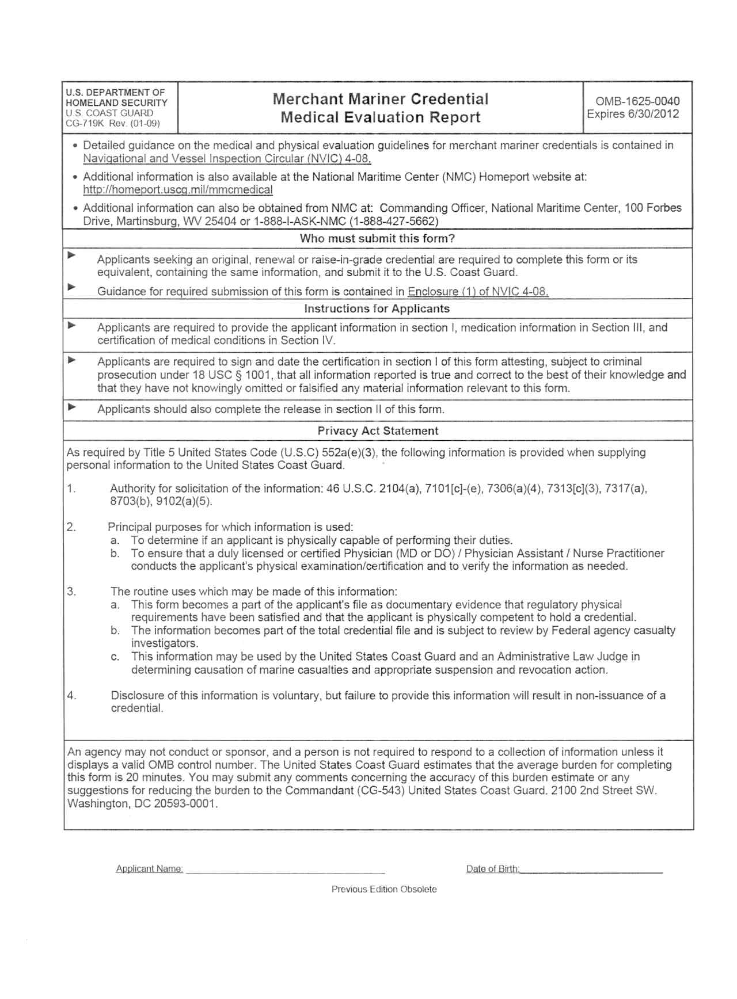 U.S. DEPARTMENT OF
HOMELAND SECURITY
U.S. COAST GUARD
CG-719K Rev. (01-09)
Merchant Mariner Credential
Medical Evaluation Report
OMB-1625-0040
Expires 6/30/2012
• Detailed guidance on the medical and physical evaluation guidelines for merchant mariner credentials is contained in
Navigational and Vessel Inspection Circular (NVIC) 4-08.
• Additional information is also available at the National Maritime Center (NMC) Homeport website at:
http://homeport.uscg.mil/mmcmedical
• Additional information can also be obtained from NMC at: Commanding Officer, National Maritime Center, 100 Forbes
Drive, Martinsburg, WV 25404 or 1-888-I-ASK-NMC (1-888-427-5662)
Who must submit this form?
► Applicants seeking an original, renewal or raise-in-grade credential are required to complete this form or its
equivalent, containing the same information, and submit it to the U.S. Coast Guard.
► Guidance for required submission of this form is contained in Enclosure (1) of NVIC 4-08.
Instructions for Applicants
► Applicants are required to provide the applicant information in section I, medication information in Section III, and
certification of medical conditions in Section IV.
► Applicants are required to sign and date the certification in section I of this form attesting, subject to criminal
prosecution under 18 USC § 1001, that all information reported is true and correct to the best of their knowledge and
that they have not knowingly omitted or falsified any material information relevant to this form.
► Applicants should also complete the release in section II of this form.
Privacy Act Statement
As required by Title 5 United States Code (U.S.C) 552a(e)(3), the following information is provided when supplying
personal information to the United States Coast Guard.
1. Authority for solicitation of the information: 46 U.S.C. 2104(a), 7101[c]-(e), 7306(a)(4), 7313[c](3), 7317(a),
8703(b), 9102(a)(5).
2. Principal purposes for which information is used:
a. To determine if an applicant is physically capable of performing their duties.
b. To ensure that a duly licensed or certified Physician (MD or DO) / Physician Assistant / Nurse Practitioner
conducts the applicant's physical examination/certification and to verify the information as needed.
3. The routine uses which may be made of this information:
a. This form becomes a part of the applicant's file as documentary evidence that regulatory physical
requirements have been satisfied and that the applicant is physically competent to hold a credential.
b. The information becomes part of the total credential file and is subject to review by Federal agency casualty
investigators.
c. This information may be used by the United States Coast Guard and an Administrative Law Judge in
determining causation of marine casualties and appropriate suspension and revocation action.
4. Disclosure of this information is voluntary, but failure to provide this information will result in non-issuance of a
credential.
An agency may not conduct or sponsor, and a person is not required to respond to a collection of information unless it
displays a valid OMB control number. The United States Coast Guard estimates that the average burden for completing
this form is 20 minutes. You may submit any comments concerning the accuracy of this burden estimate or any
suggestions for reducing the burden to the Commandant (CG-543) United States Coast Guard. 2100 2nd Street SW.
Washington, DC 20593-0001.
Applicant Name: Date of Birth:
Previous Edition Obsolete